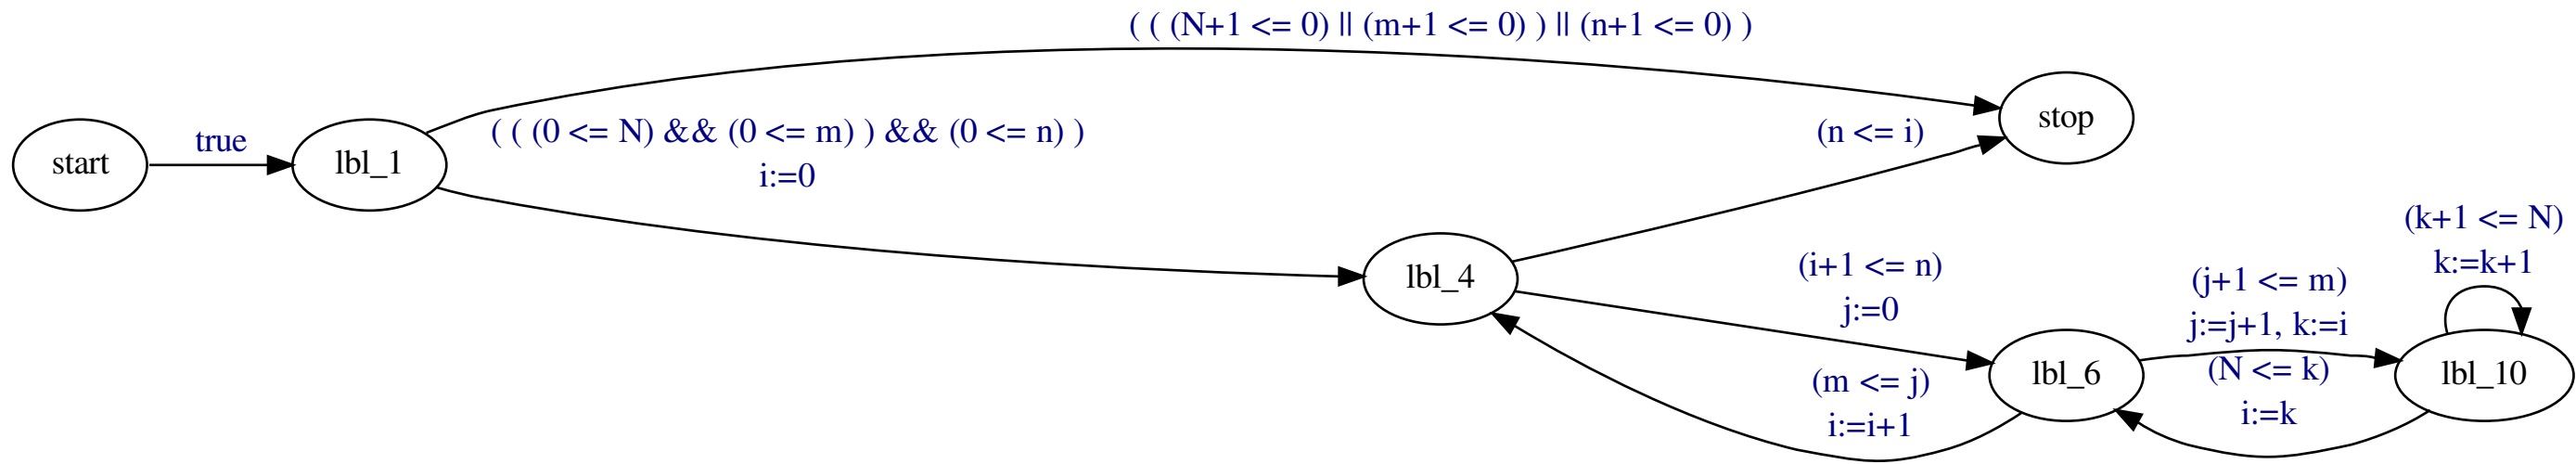 ( ( (N+1 <= 0) || (m+1 <= 0) ) || (n+1 <= 0) )
start
true
lbl_1
( ( (0 <= N) && (0 <= m) ) && (0 <= n) )
i:=0
(n <= i)
stop
lbl_4
(i+1 <= n)
j:=0
(m <= j)
i:=i+1
lbl_6
(j+1 <= m)
j:=j+1, k:=i
(N <= k)
i:=k
(k+1 <= N)
k:=k+1
lbl_10